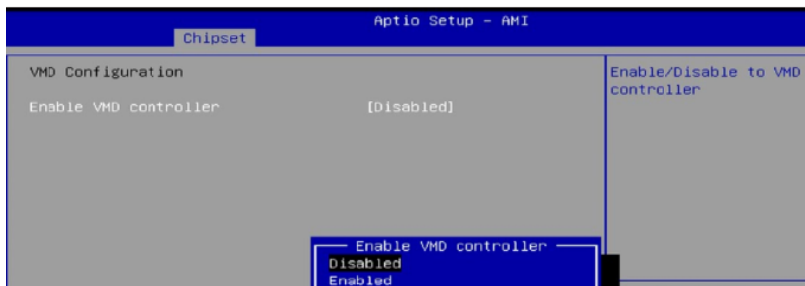 Aptio Setup - AMI
Chipset
VMD Configuration
Enable VMD controller [Disabled]
Enable/Disable to VMD
controller
Enable VMD controller
Disabled
Enabled